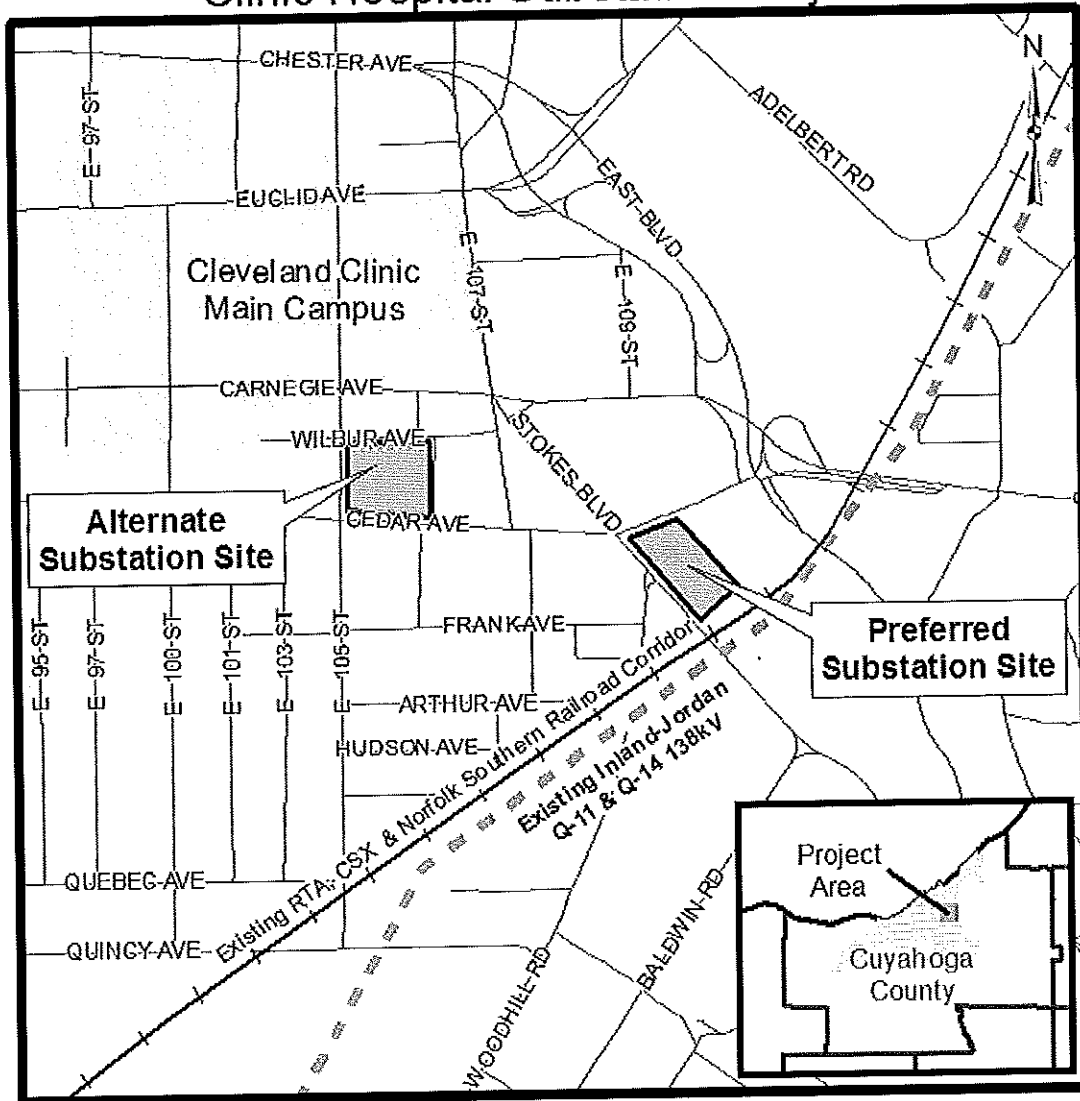 Clinic Hospital
N
CHESTER AVE
ADELBERT RD
E 97 ST
EAST BLVD
EUCLID AVE
Cleveland Clinic
Main Campus
E 107 ST
E 109 ST
CARNEGIE AVE
WILBUR AVE
STOKES BLVD
Alternate
Substation Site
CEDAR AVE
FRANK AVE
Preferred
Substation Site
E 95 ST
E 97 ST
E 100 ST
E 101 ST
E 103 ST
E 105 ST
ARTHUR AVE
HUDSON AVE
Existing RTA, CSX & Norfolk Southern Railroad Corridor
Existing Inland-Jordan
Q-11 & Q-14 138kV
QUEBEC AVE
QUINCY AVE
WOODHILL RD
BALDWIN RD
Project
Area
Cuyahoga
County